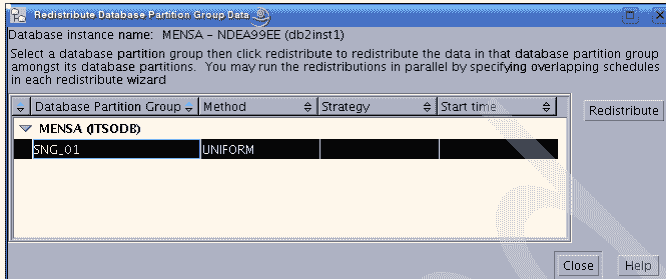 Redistribute Database Partition Group Data
Database instance name: MENSA - NDEA99EE (db2inst1)
Select a database partition group then click redistribute to redistribute the data in that database partition group
amongst its database partitions. You may run the redistributions in parallel by specifying overlapping schedules
in each redistribute wizard
Database Partition Group Method Strategy Start time
Redistribute
MENSA (ITSODB)
SNG_01 UNIFORM
Close Help